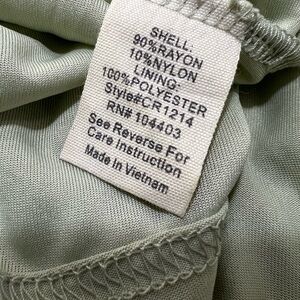 SHELL:
90%RAYON
10%NYLON
LINING:
100%POLYESTER
Style#CR1214
RN# 104403
See Reverse For
Care Instruction
Made in Vietnam